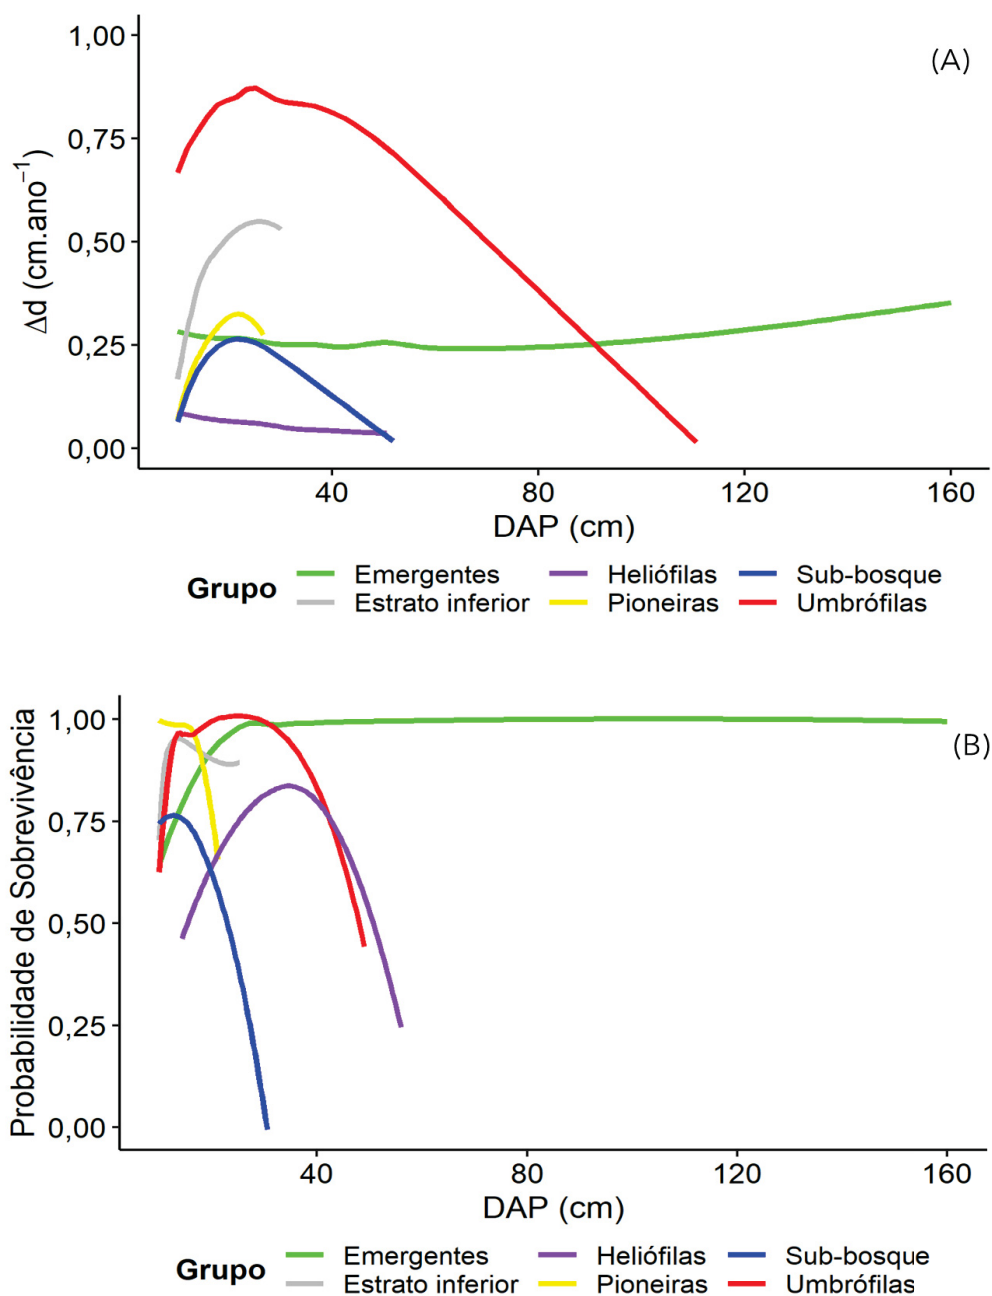 (A)
1,00
0,75
0,50
0,25
0,00
Δd (cm.ano⁻¹)
40 80 120 160
DAP (cm)
Grupo
Emergentes Heliófilas Sub-bosque
Estrato inferior Pioneiras Umbrófilas
(B)
1,00
0,75
0,50
0,25
0,00
Probabilidade de Sobrevivência
40 80 120 160
DAP (cm)
Grupo
Emergentes Heliófilas Sub-bosque
Estrato inferior Pioneiras Umbrófilas